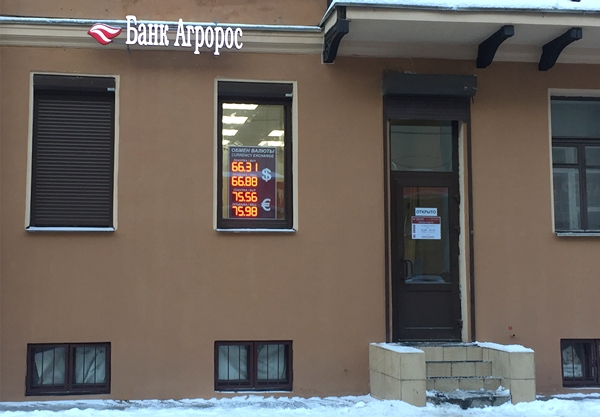 Банк Агророс
ОБМЕН ВАЛЮТЫ
CURRENCY EXCHANGE
66.31
$
66.88
75.56
€
75.98
ОТКРЫТО